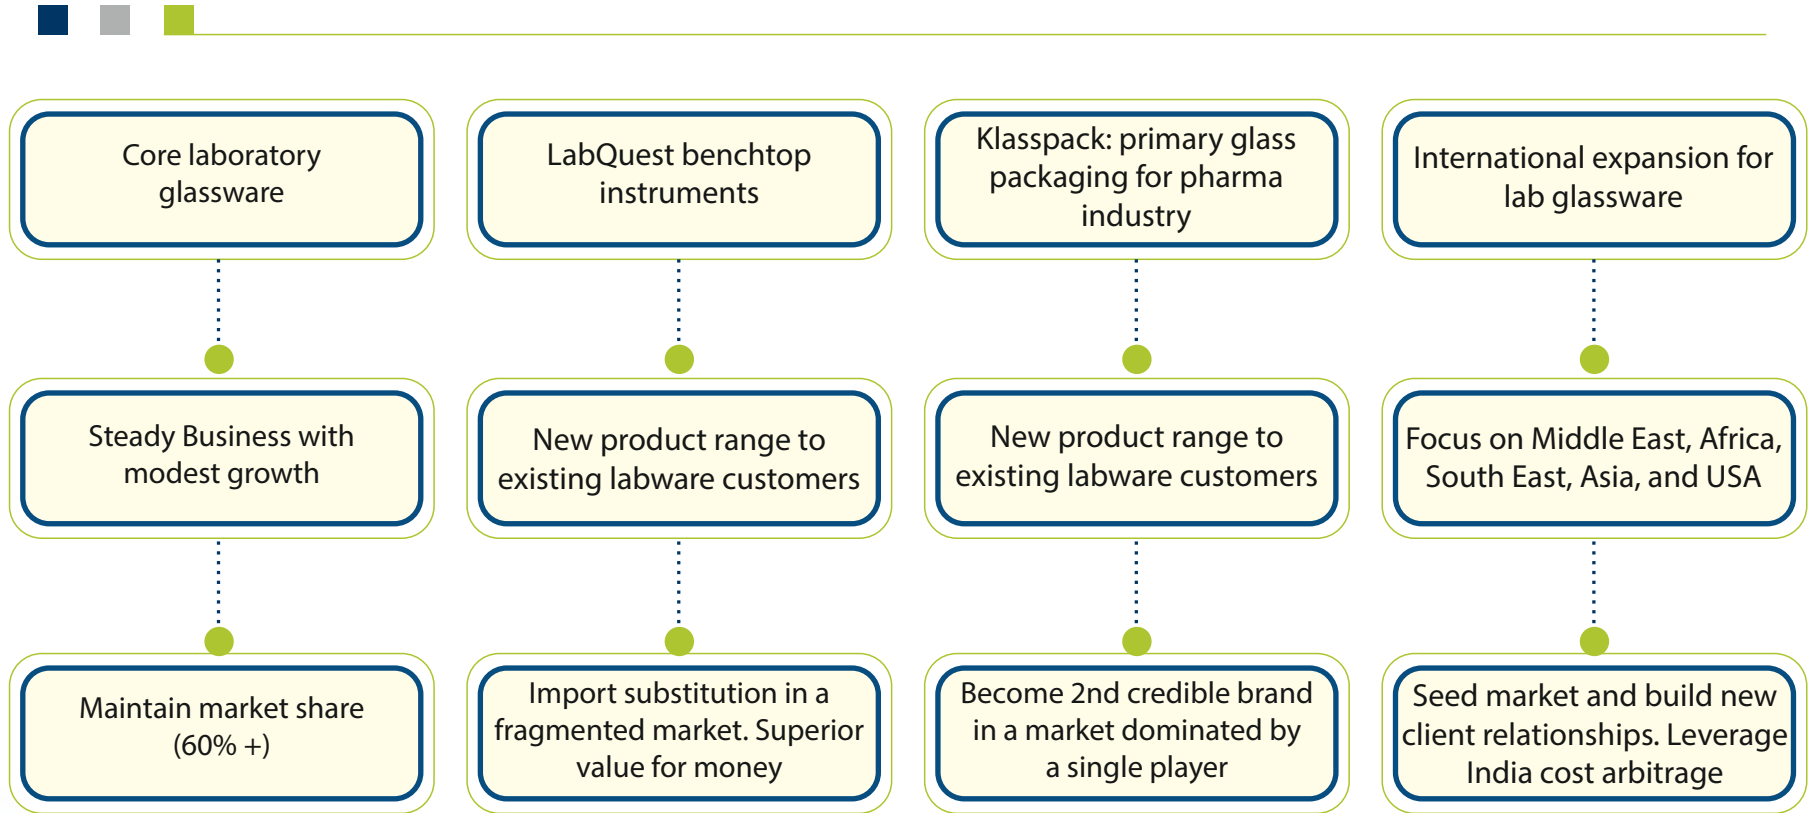 Core laboratory
glassware
LabQuest benchtop
instruments
Klasspack: primary glass
packaging for pharma
industry
International expansion for
lab glassware
Steady Business with
modest growth
New product range to
existing labware customers
New product range to
existing labware customers
Focus on Middle East, Africa,
South East, Asia, and USA
Maintain market share
(60% +)
Import substitution in a
fragmented market. Superior
value for money
Become 2nd credible brand
in a market dominated by
a single player
Seed market and build new
client relationships. Leverage
India cost arbitrage